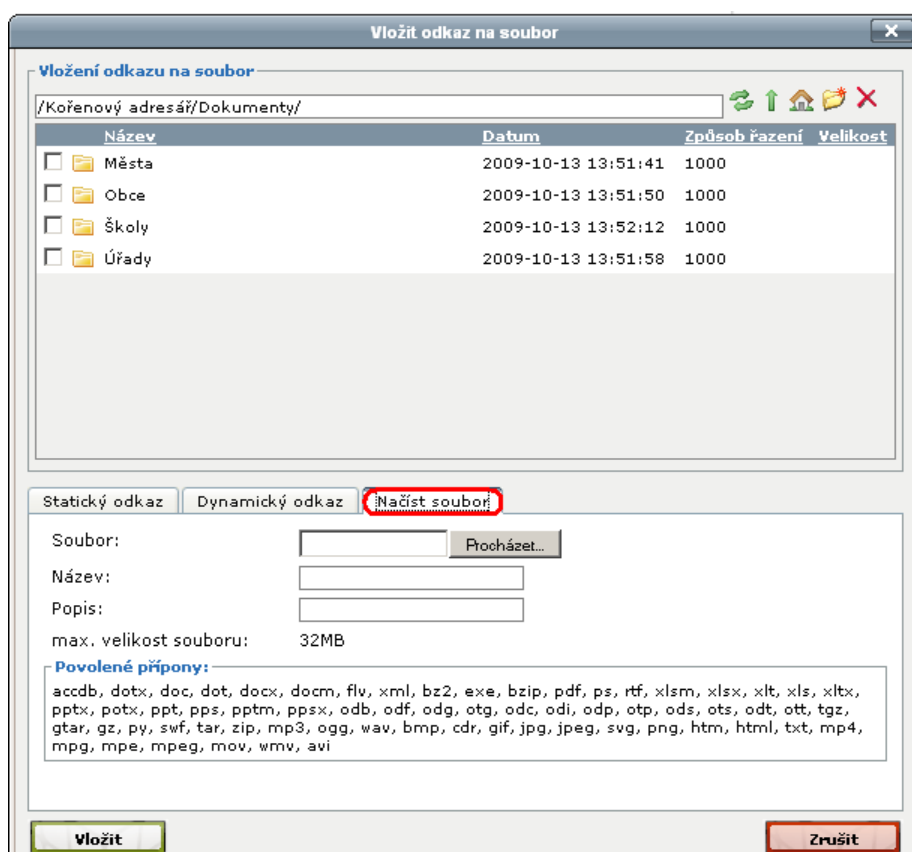 Vložit odkaz na soubor
Vložení odkazu na soubor
/Kořenový adresář/Dokumenty/
Název Datum Způsob řazení Velikost
Města 2009-10-13 13:51:41 1000
Obce 2009-10-13 13:51:50 1000
Školy 2009-10-13 13:52:12 1000
Úřady 2009-10-13 13:51:58 1000
Statický odkaz Dynamický odkaz Načíst soubor
Soubor: Procházet...
Název:
Popis:
max. velikost souboru: 32MB
Povolené přípony:
accdb, dotx, doc, dot, docx, docm, flv, xml, bz2, exe, bzip, pdf, ps, rtf, xlsm, xlsx, xlt, xls, xltx,
pptx, potx, ppt, pps, pptm, ppsx, odb, odf, odg, otg, odc, odi, odp, otp, ods, ots, odt, ott, tgz,
gtar, gz, py, swf, tar, zip, mp3, ogg, wav, bmp, cdr, gif, jpg, jpeg, svg, png, htm, html, txt, mp4,
mpg, mpe, mpeg, mov, wmv, avi
Vložit Zrušit